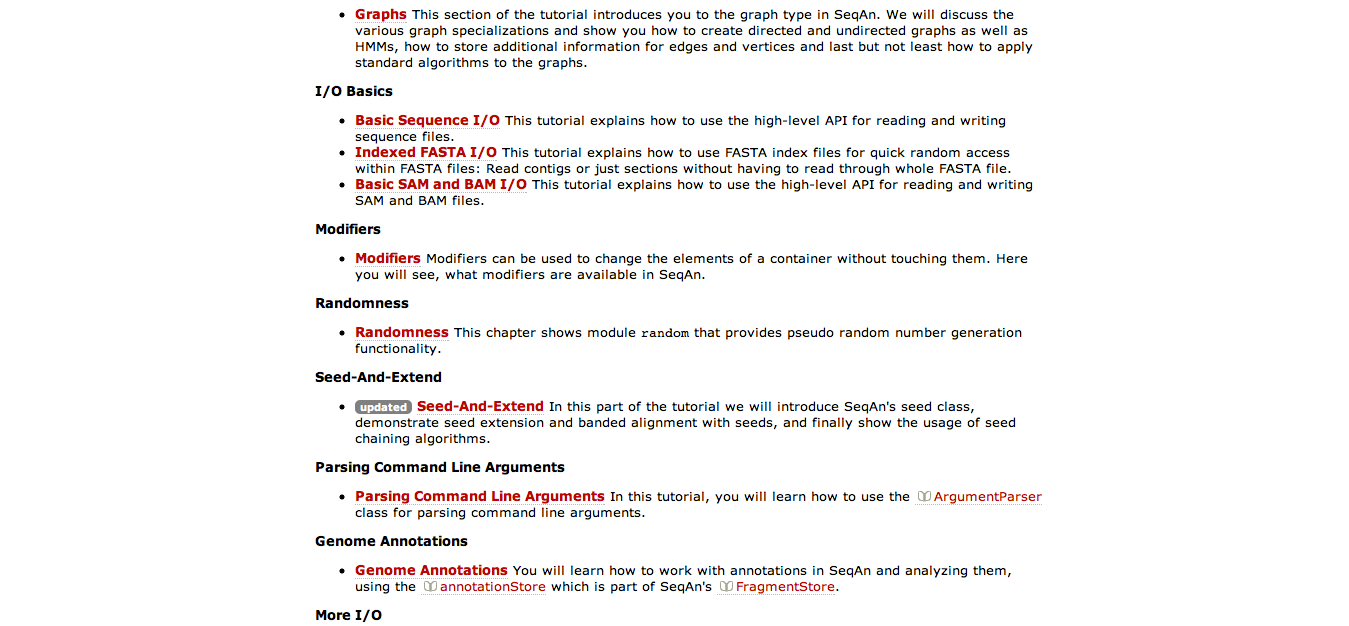 Graphs This section of the tutorial introduces you to the graph type in SeqAn. We will discuss the
various graph specializations and show you how to create directed and undirected graphs as well as
HMMs, how to store additional information for edges and vertices and last but not least how to apply
standard algorithms to the graphs.
I/O Basics
Basic Sequence I/O This tutorial explains how to use the high-level API for reading and writing
sequence files.
Indexed FASTA I/O This tutorial explains how to use FASTA index files for quick random access
within FASTA files: Read contigs or just sections without having to read through whole FASTA file.
Basic SAM and BAM I/O This tutorial explains how to use the high-level API for reading and writing
SAM and BAM files.
Modifiers
Modifiers Modifiers can be used to change the elements of a container without touching them. Here
you will see, what modifiers are available in SeqAn.
Randomness
Randomness This chapter shows module random that provides pseudo random number generation
functionality.
Seed-And-Extend
updated Seed-And-Extend In this part of the tutorial we will introduce SeqAn's seed class,
demonstrate seed extension and banded alignment with seeds, and finally show the usage of seed
chaining algorithms.
Parsing Command Line Arguments
Parsing Command Line Arguments In this tutorial, you will learn how to use the ArgumentParser
class for parsing command line arguments.
Genome Annotations
Genome Annotations You will learn how to work with annotations in SeqAn and analyzing them,
using the annotationStore which is part of SeqAn's FragmentStore.
More I/O